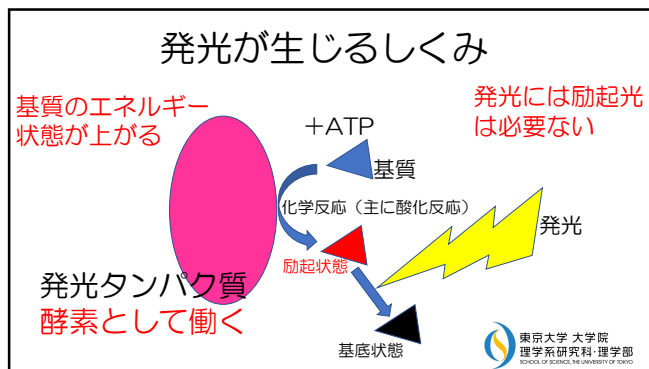 発光が生じるしくみ
基質のエネルギー
状態が上がる
発光には励起光
は必要ない
+ATP
基質
化学反応（主に酸化反応）
発光
励起状態
発光タンパク質
酵素として働く
基底状態
東京大学 大学院
理学系研究科・理学部
SCHOOL OF SCIENCE, THE UNIVERSITY OF TOKYO